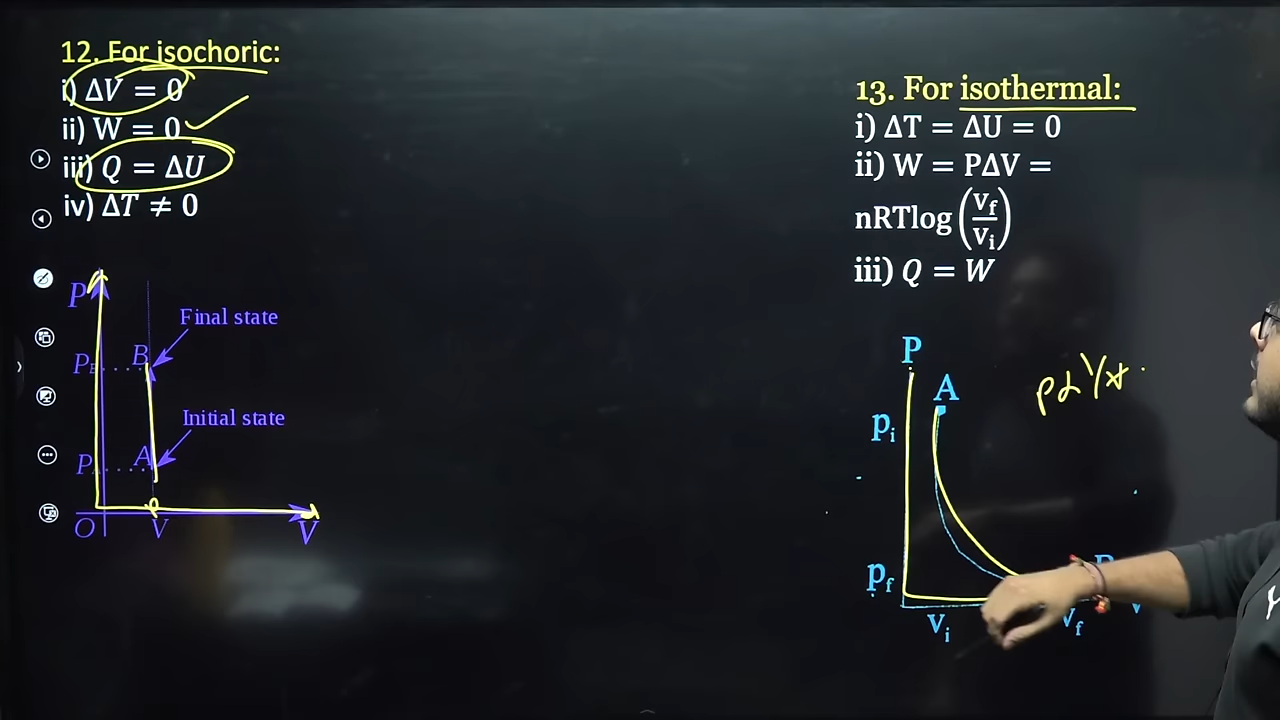 12. For isochoric:
i) ΔV = 0
ii) W = 0
iii) Q = ΔU
iv) ΔT ≠ 0
P
Final state
B
Initial state
A
O
V
V
13. For isothermal:
i) ΔT = ΔU = 0
ii) W = PΔV =
nRTlog (Vf/Vi)
iii) Q = W
P
A
pi
pf
Vi
Vf